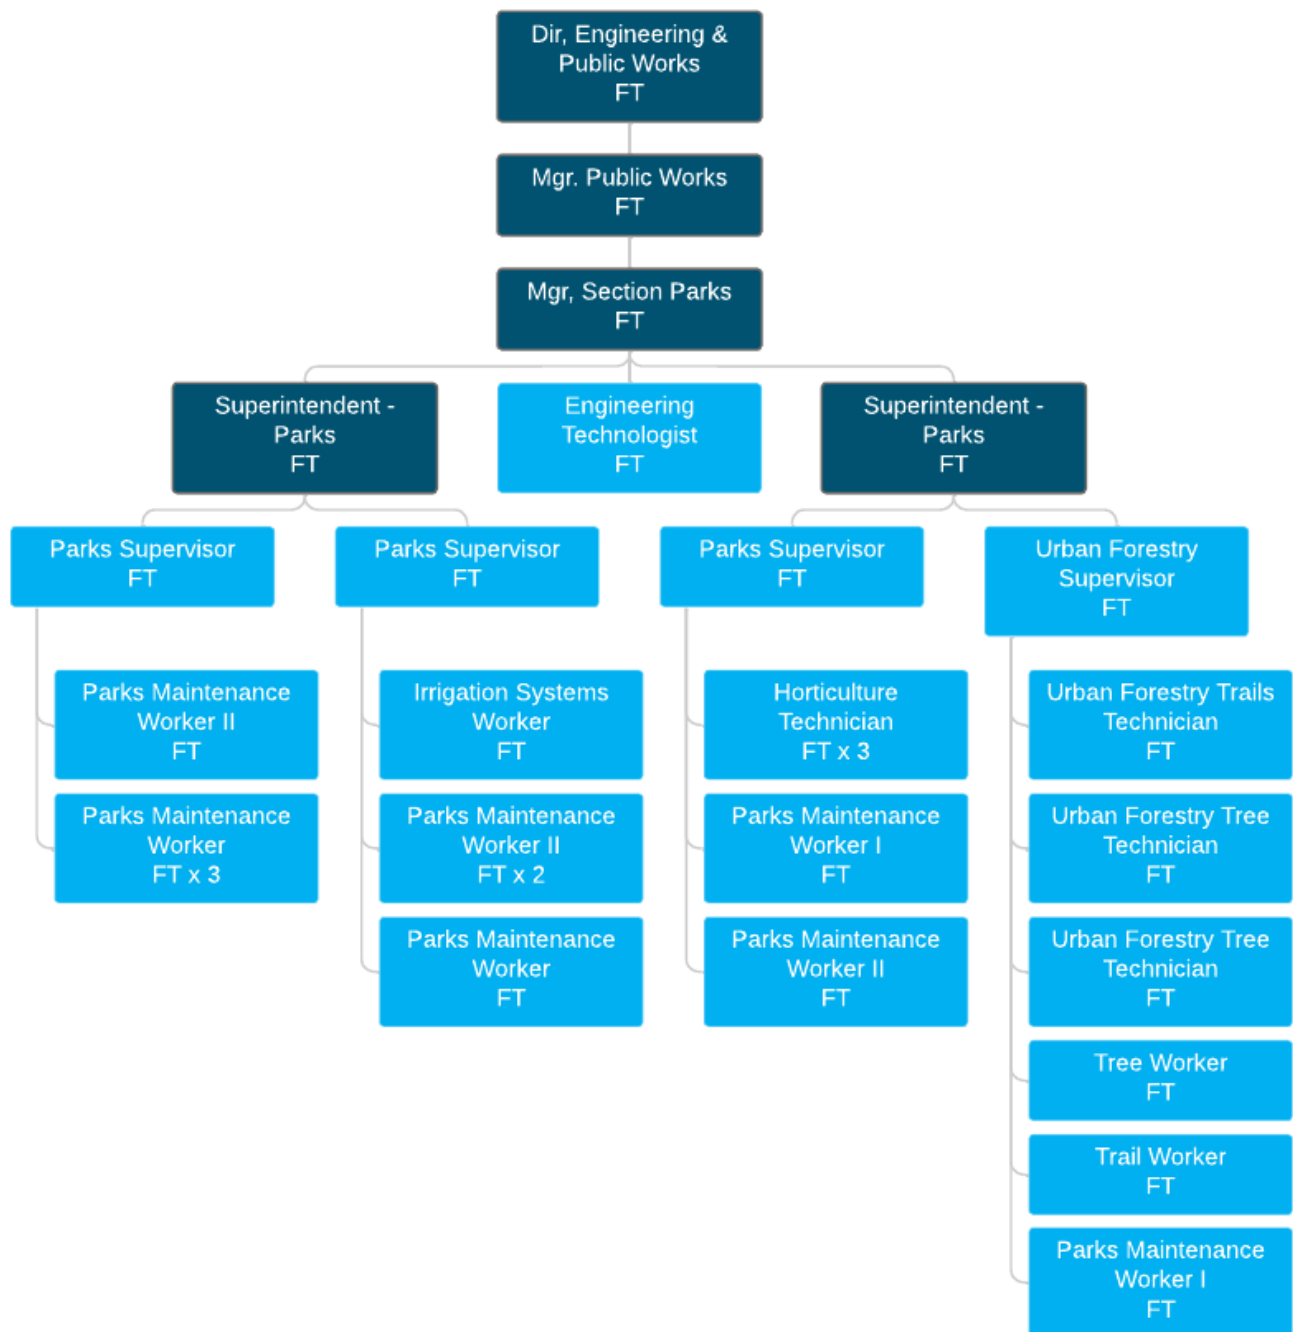 Dir, Engineering &
Public Works
FT
Mgr. Public Works
FT
Mgr, Section Parks
FT
Superintendent -
Parks
FT
Engineering
Technologist
FT
Superintendent -
Parks
FT
Parks Supervisor
FT
Parks Supervisor
FT
Parks Supervisor
FT
Urban Forestry
Supervisor
FT
Parks Maintenance
Worker II
FT
Parks Maintenance
Worker
FT x 3
Irrigation Systems
Worker
FT
Parks Maintenance
Worker II
FT x 2
Parks Maintenance
Worker
FT
Horticulture
Technician
FT x 3
Parks Maintenance
Worker I
FT
Parks Maintenance
Worker II
FT
Urban Forestry Trails
Technician
FT
Urban Forestry Tree
Technician
FT
Urban Forestry Tree
Technician
FT
Tree Worker
FT
Trail Worker
FT
Parks Maintenance
Worker I
FT